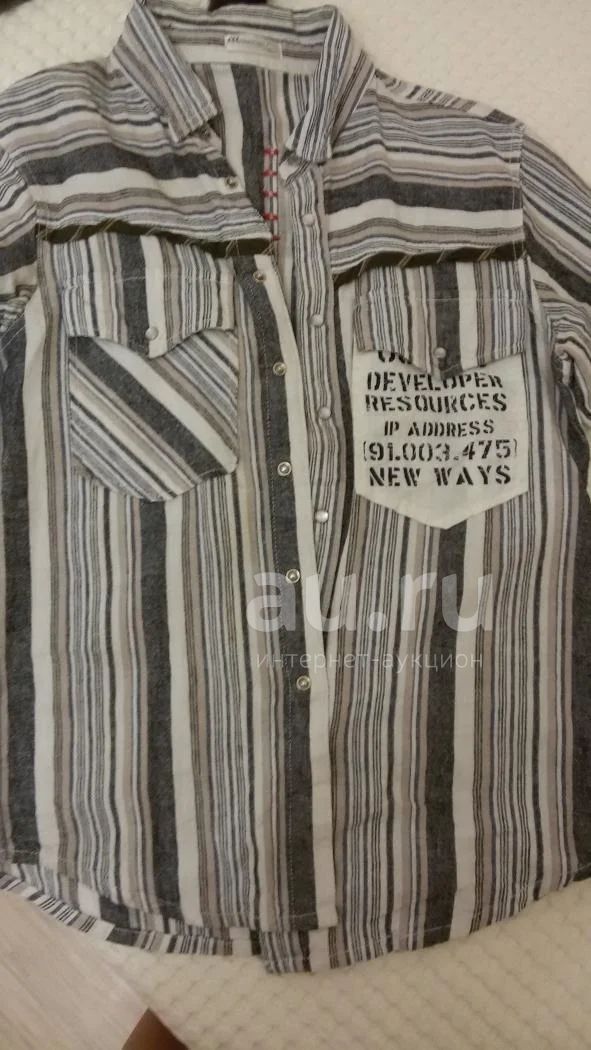 DEVELOPER
RESOURCES
IP ADDRESS
(91.003.475)
NEW WAYS
au.ru
интернет-аукцион